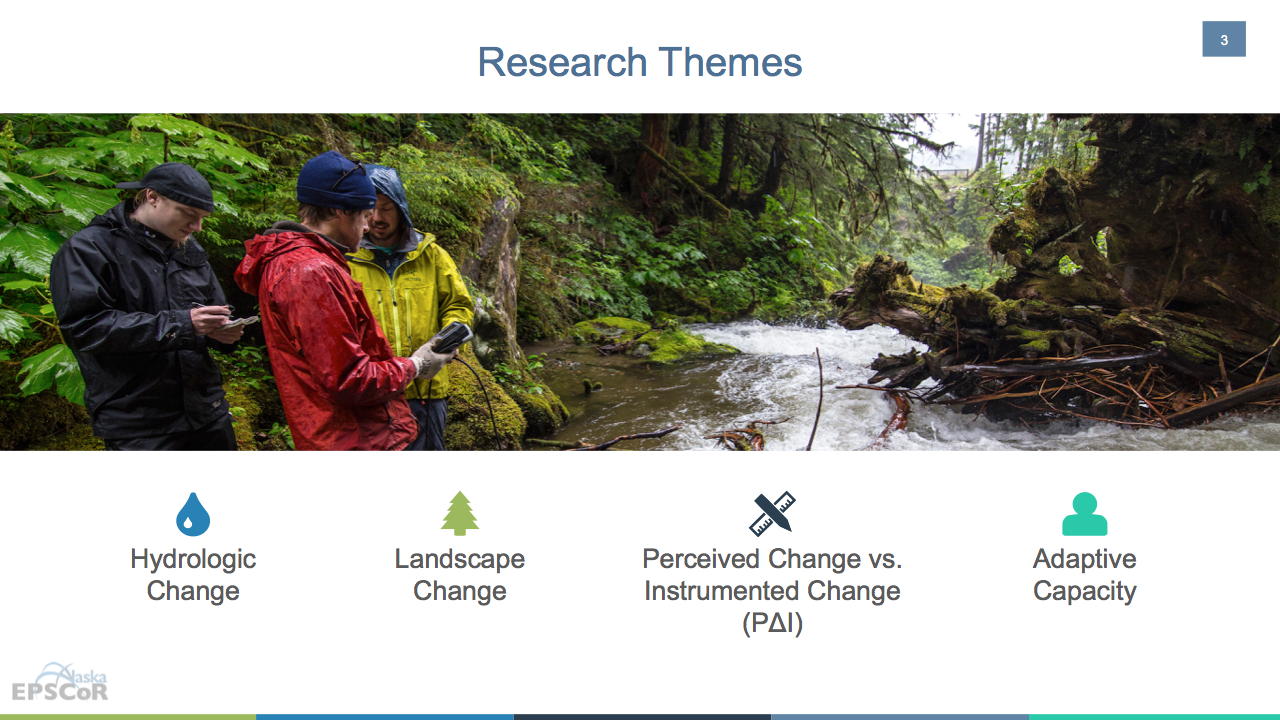 3
Research Themes
Hydrologic
Change
Landscape
Change
Perceived Change vs.
Instrumented Change
(PΔI)
Adaptive
Capacity
Alaska
EPSCoR